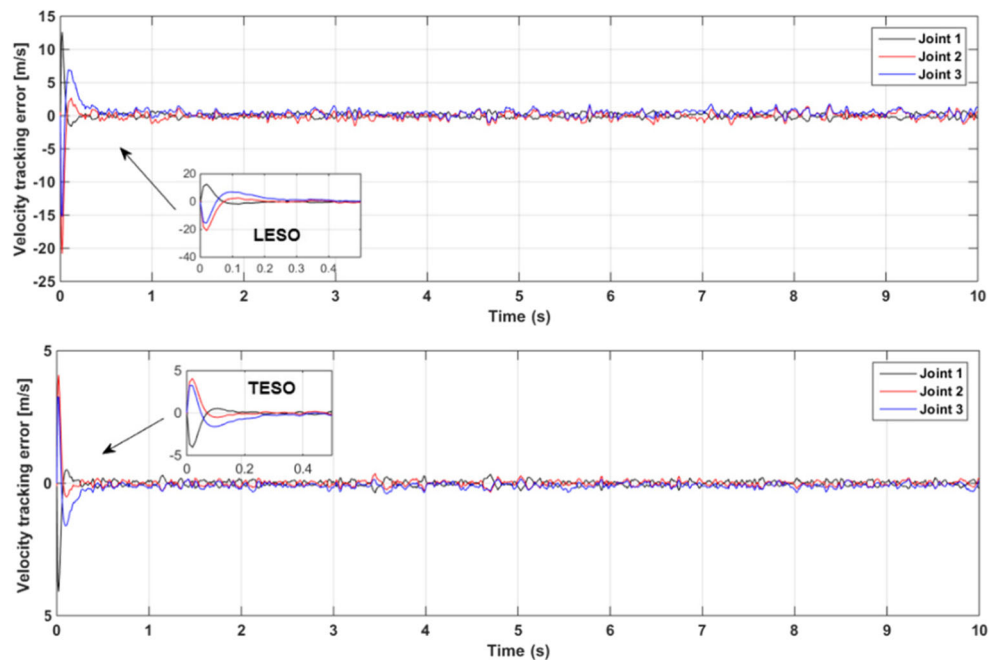 Velocity tracking error [m/s]
15
10
5
0
-5
-10
-15
-20
-25
Joint 1
Joint 2
Joint 3
20
0
-20
-40
LESO
0 0.1 0.2 0.3 0.4
0 1 2 3 4 5 6 7 8 9 10
Time (s)
Velocity tracking error [m/s]
5
0
5
Joint 1
Joint 2
Joint 3
5
0
-5
TESO
0 0.2 0.4
0 1 2 3 4 5 6 7 8 9 10
Time (s)